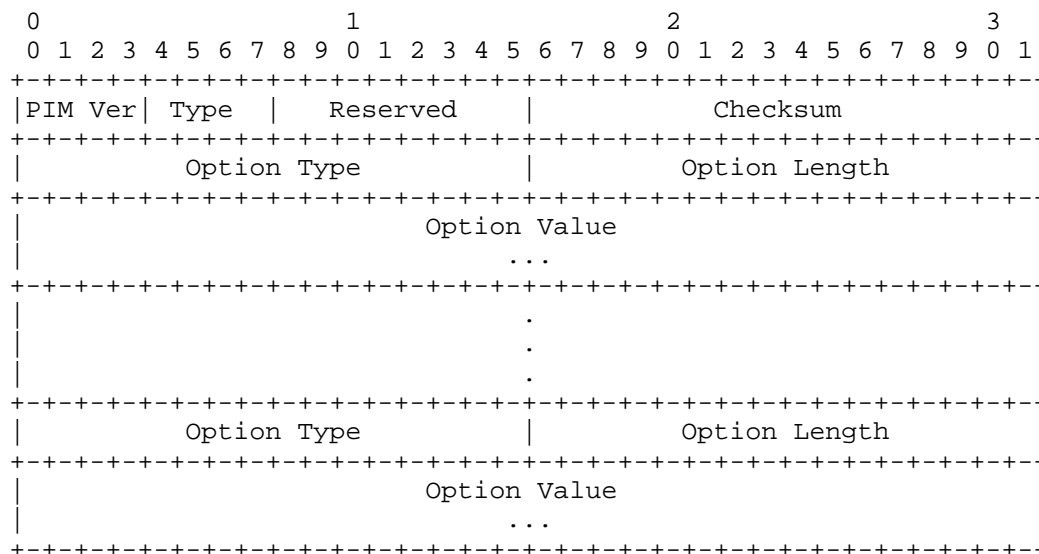 0                   1                   2                   3
 0 1 2 3 4 5 6 7 8 9 0 1 2 3 4 5 6 7 8 9 0 1 2 3 4 5 6 7 8 9 0 1
+-+-+-+-+-+-+-+-+-+-+-+-+-+-+-+-+-+-+-+-+-+-+-+-+-+-+-+-+-+-+-+--
|PIM Ver| Type  |   Reserved    |           Checksum
+-+-+-+-+-+-+-+-+-+-+-+-+-+-+-+-+-+-+-+-+-+-+-+-+-+-+-+-+-+-+-+--
|          Option Type          |         Option Length
+-+-+-+-+-+-+-+-+-+-+-+-+-+-+-+-+-+-+-+-+-+-+-+-+-+-+-+-+-+-+-+--
|                         Option Value
|                              ...
+-+-+-+-+-+-+-+-+-+-+-+-+-+-+-+-+-+-+-+-+-+-+-+-+-+-+-+-+-+-+-+--
|                               .
|                               .
|                               .
+-+-+-+-+-+-+-+-+-+-+-+-+-+-+-+-+-+-+-+-+-+-+-+-+-+-+-+-+-+-+-+--
|          Option Type          |         Option Length
+-+-+-+-+-+-+-+-+-+-+-+-+-+-+-+-+-+-+-+-+-+-+-+-+-+-+-+-+-+-+-+--
|                         Option Value
|                              ...
+-+-+-+-+-+-+-+-+-+-+-+-+-+-+-+-+-+-+-+-+-+-+-+-+-+-+-+-+-+-+-+--